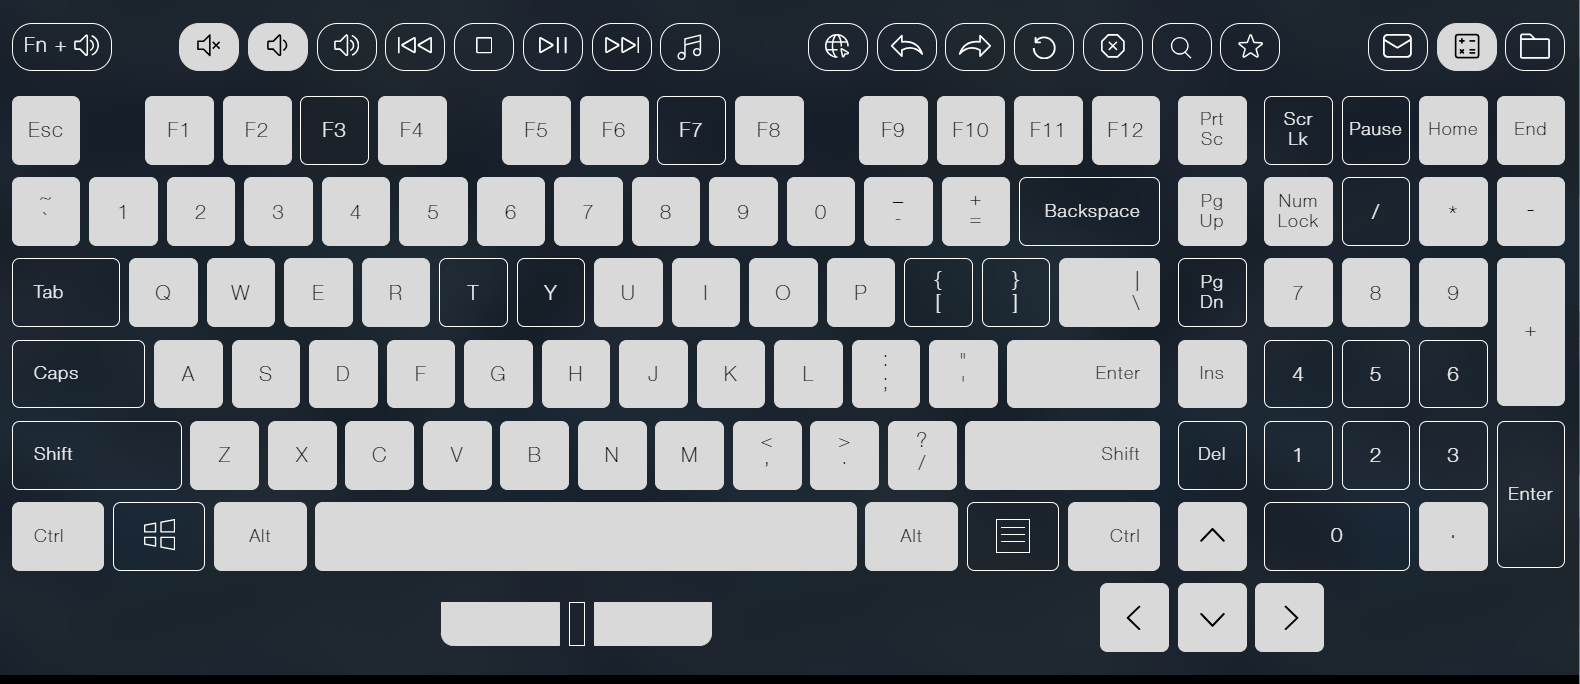 Fn +
Esc F1 F2 F3 F4 F5 F6 F7 F8 F9 F10 F11 F12 Prt Sc Scr Lk Pause Home End
~ ` 1 2 3 4 5 6 7 8 9 0 _ - + = Backspace Pg Up Num Lock / * -
Tab Q W E R T Y U I O P { [ } ] | \ Pg Dn 7 8 9 +
Caps A S D F G H J K L : ; " ' Enter Ins 4 5 6
Shift Z X C V B N M < , > . ? / Shift Del 1 2 3 Enter
Ctrl Alt Alt Ctrl 0 .